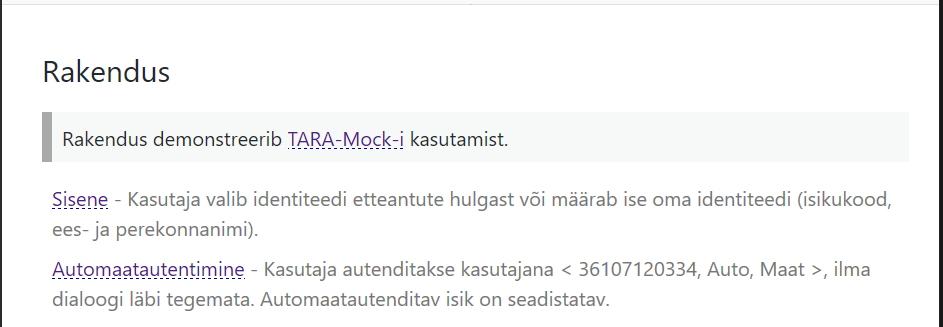 Rakendus
Rakendus demonstreerib TARA-Mock-i kasutamist.
Sisene - Kasutaja valib identiteedi etteantute hulgast või määrab ise oma identiteedi (isikukood,
ees- ja perekonnanimi).
Automaatautentimine - Kasutaja autenditakse kasutajana < 36107120334, Auto, Maat >, ilma
dialoogi läbi tegemata. Automaatautenditav isik on seadistatav.